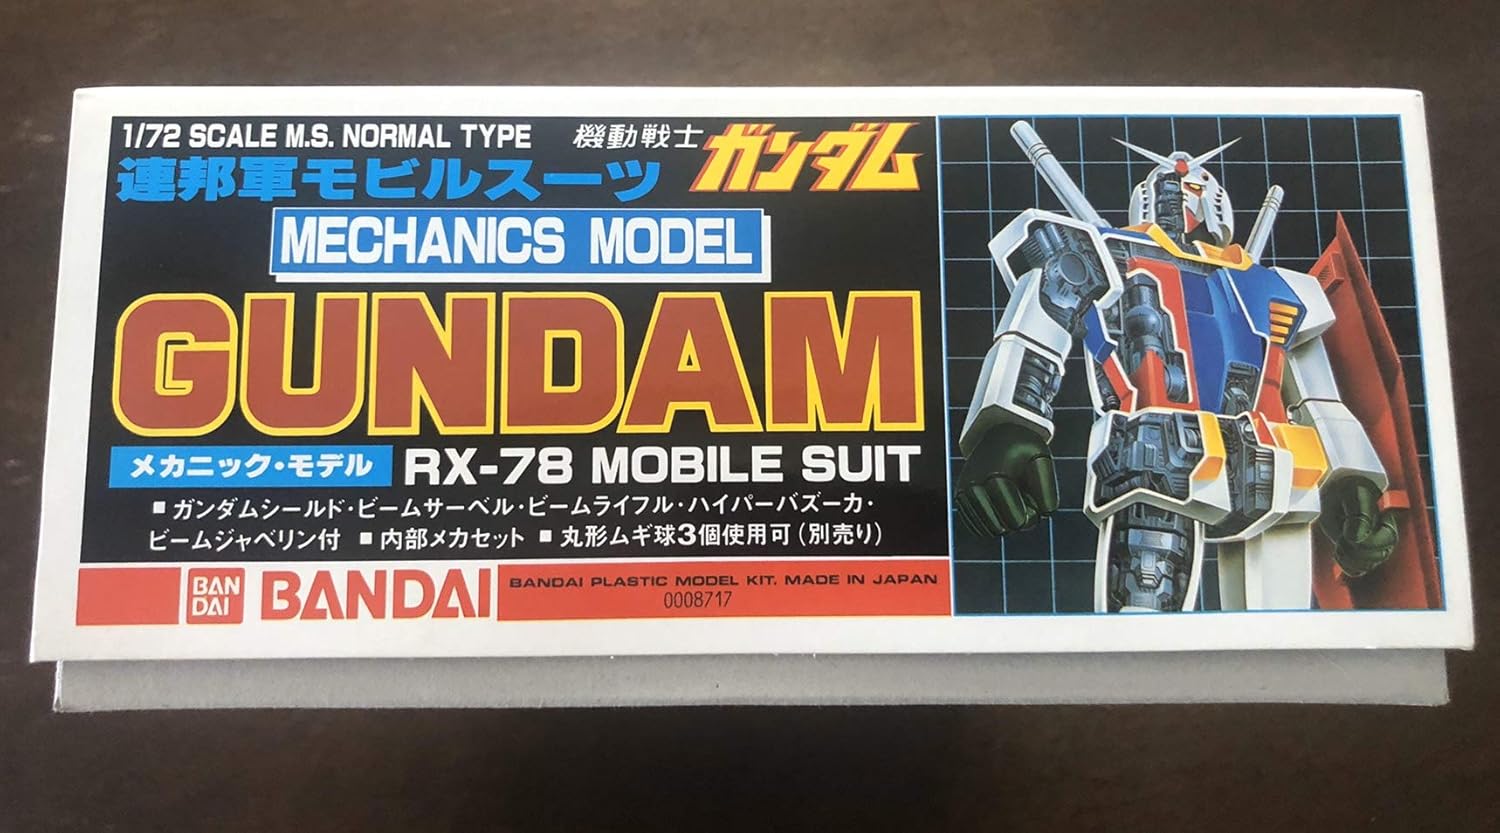 1/72 SCALE M.S. NORMAL TYPE
機動戦士 ガンダム
連邦軍モビルスーツ
MECHANICS MODEL
GUNDAM
メカニック・モデル RX-78 MOBILE SUIT
■ガンダムシールド・ビームサーベル・ビームライフル・ハイパーバズーカ・
ビームジャベリン付 ■内部メカセット ■丸形ムギ球3個使用可(別売り)
BAN
DAI
BANDAI
BANDAI PLASTIC MODEL KIT. MADE IN JAPAN
0008717